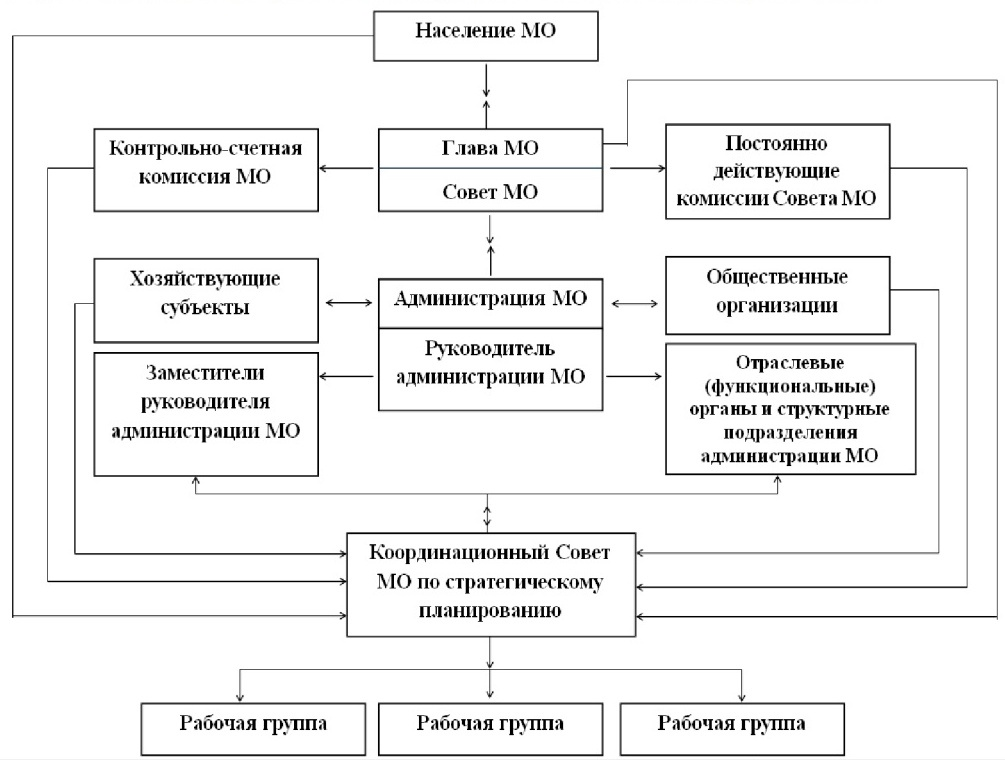 Население МО
Контрольно-счетная
комиссия МО
Глава МО
Совет МО
Постоянно
действующие
комиссии Совета МО
Хозяйствующие
субъекты
Администрация МО
Общественные
организации
Заместители
руководителя
администрации МО
Руководитель
администрации МО
Отраслевые
(функциональные)
органы и структурные
подразделения
администрации МО
Координационный Совет
МО по стратегическому
планированию
Рабочая группа
Рабочая группа
Рабочая группа